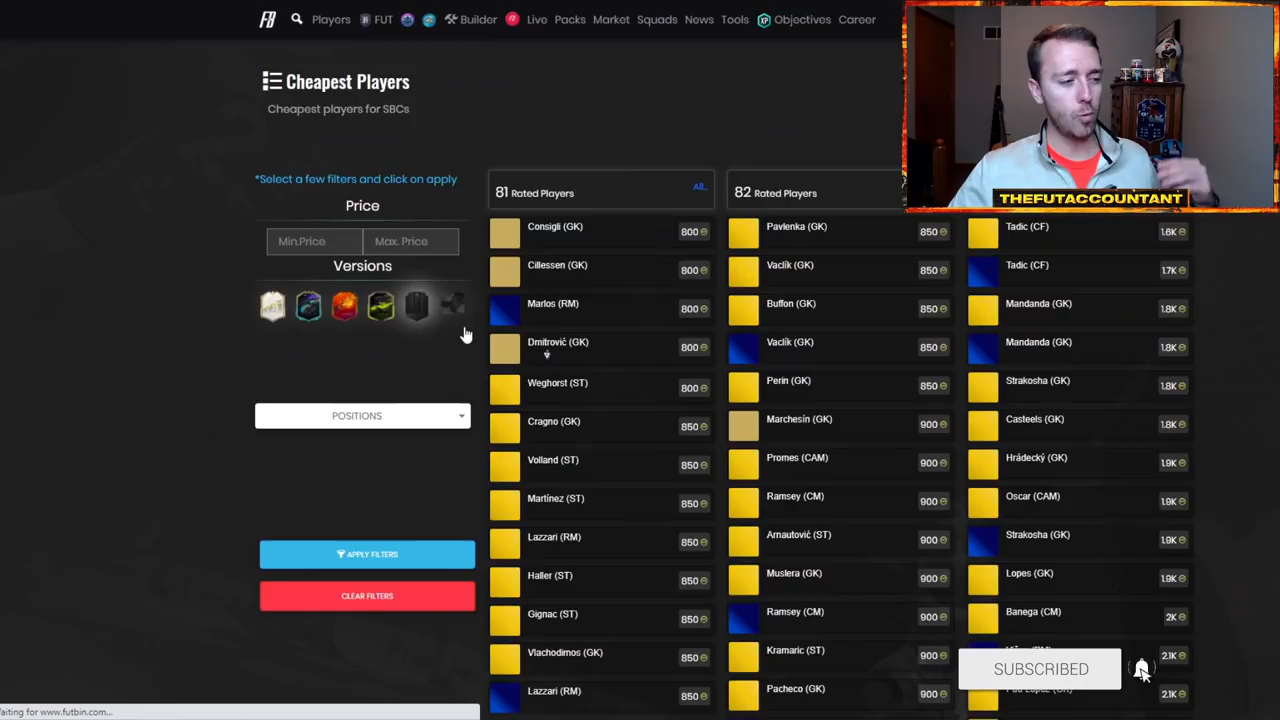 Players FUT Builder Live Packs Market Squads News Tools XP Objectives Career
Cheapest Players
Cheapest players for SBCs
*Select a few filters and click on apply
Price
Min.Price Max. Price
Versions
POSITIONS
APPLY FILTERS
CLEAR FILTERS
81 Rated Players All..
Consigli (GK) 800
Cillessen (GK) 800
Marlos (RM) 800
Dmitrović (GK) 800
Weghorst (ST) 800
Cragno (GK) 850
Volland (ST) 850
Martínez (ST) 850
Lazzari (RM) 850
Haller (ST) 850
Gignac (ST) 850
Vlachodimos (GK) 850
Lazzari (RM) 850
82 Rated Players
Pavlenka (GK) 850
Vaclík (GK) 850
Buffon (GK) 850
Vaclík (GK) 850
Perin (GK) 850
Marchesín (GK) 900
Promes (CAM) 900
Ramsey (CM) 900
Arnautović (ST) 900
Muslera (GK) 900
Ramsey (CM) 900
Kramaric (ST) 900
Pacheco (GK) 900
Tadic (CF) 1.6K
Tadic (CF) 1.7K
Mandanda (GK) 1.8K
Mandanda (GK) 1.8K
Strakosha (GK) 1.8K
Casteels (GK) 1.8K
Hrádecký (GK) 1.9K
Oscar (CAM) 1.9K
Strakosha (GK) 1.9K
Lopes (GK) 1.9K
Banega (CM) 2K
2.1K
2.1K
THEFUTACCOUNTANT
SUBSCRIBED
Waiting for www.futbin.com...